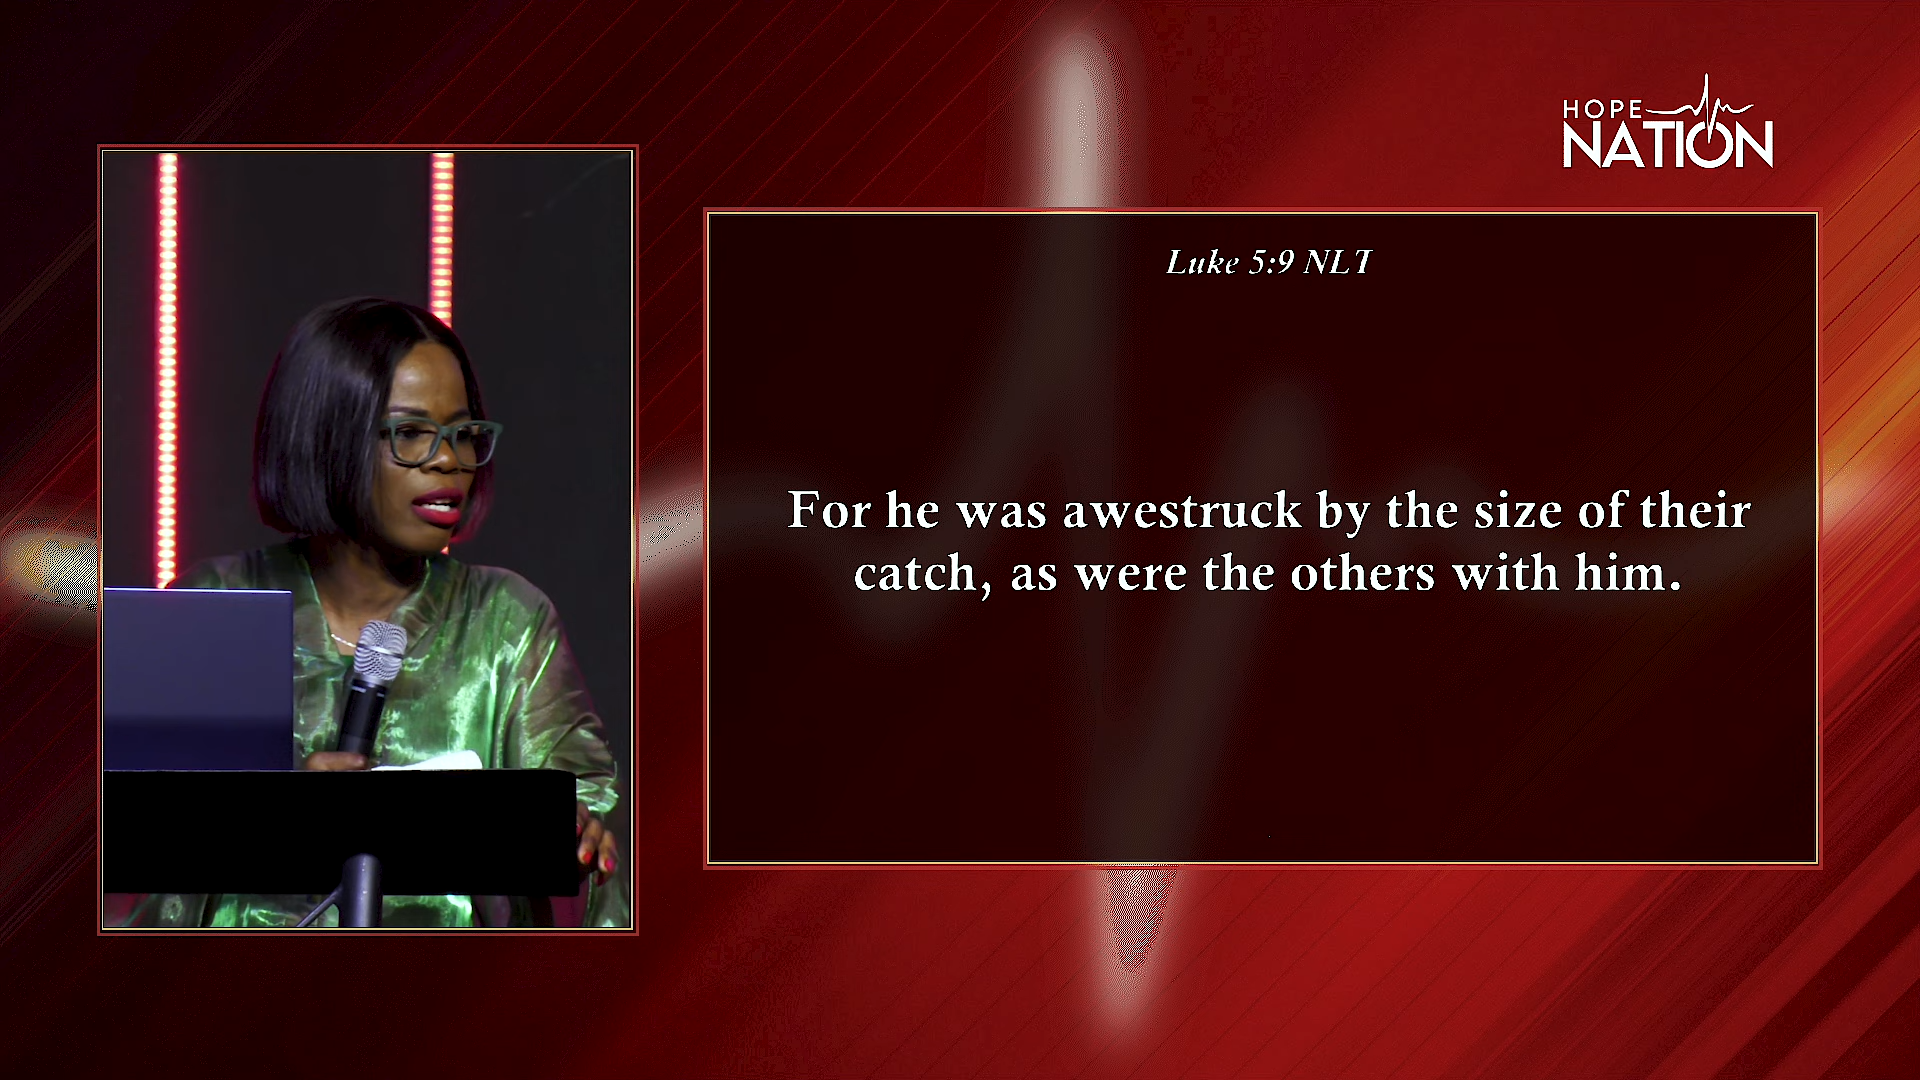 HOPE
NATION
Luke 5:9 NLT
For he was awestruck by the size of their
catch, as were the others with him.